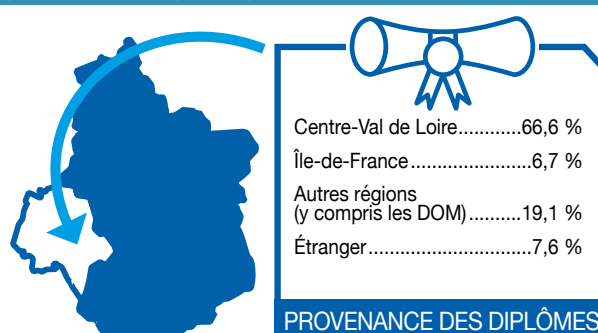 Centre-Val de Loire...........66,6 %
Île-de-France.....................6,7 %
Autres régions
(y compris les DOM).........19,1 %
Étranger.............................7,6 %
PROVENANCE DES DIPLÔMES